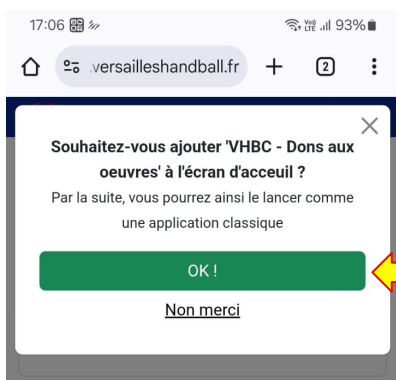 17:06 93%
.versailleshandball.fr 2
Souhaitez-vous ajouter 'VHBC - Dons aux
oeuvres' à l'écran d'acceuil ?
Par la suite, vous pourrez ainsi le lancer comme
une application classique
OK !
Non merci